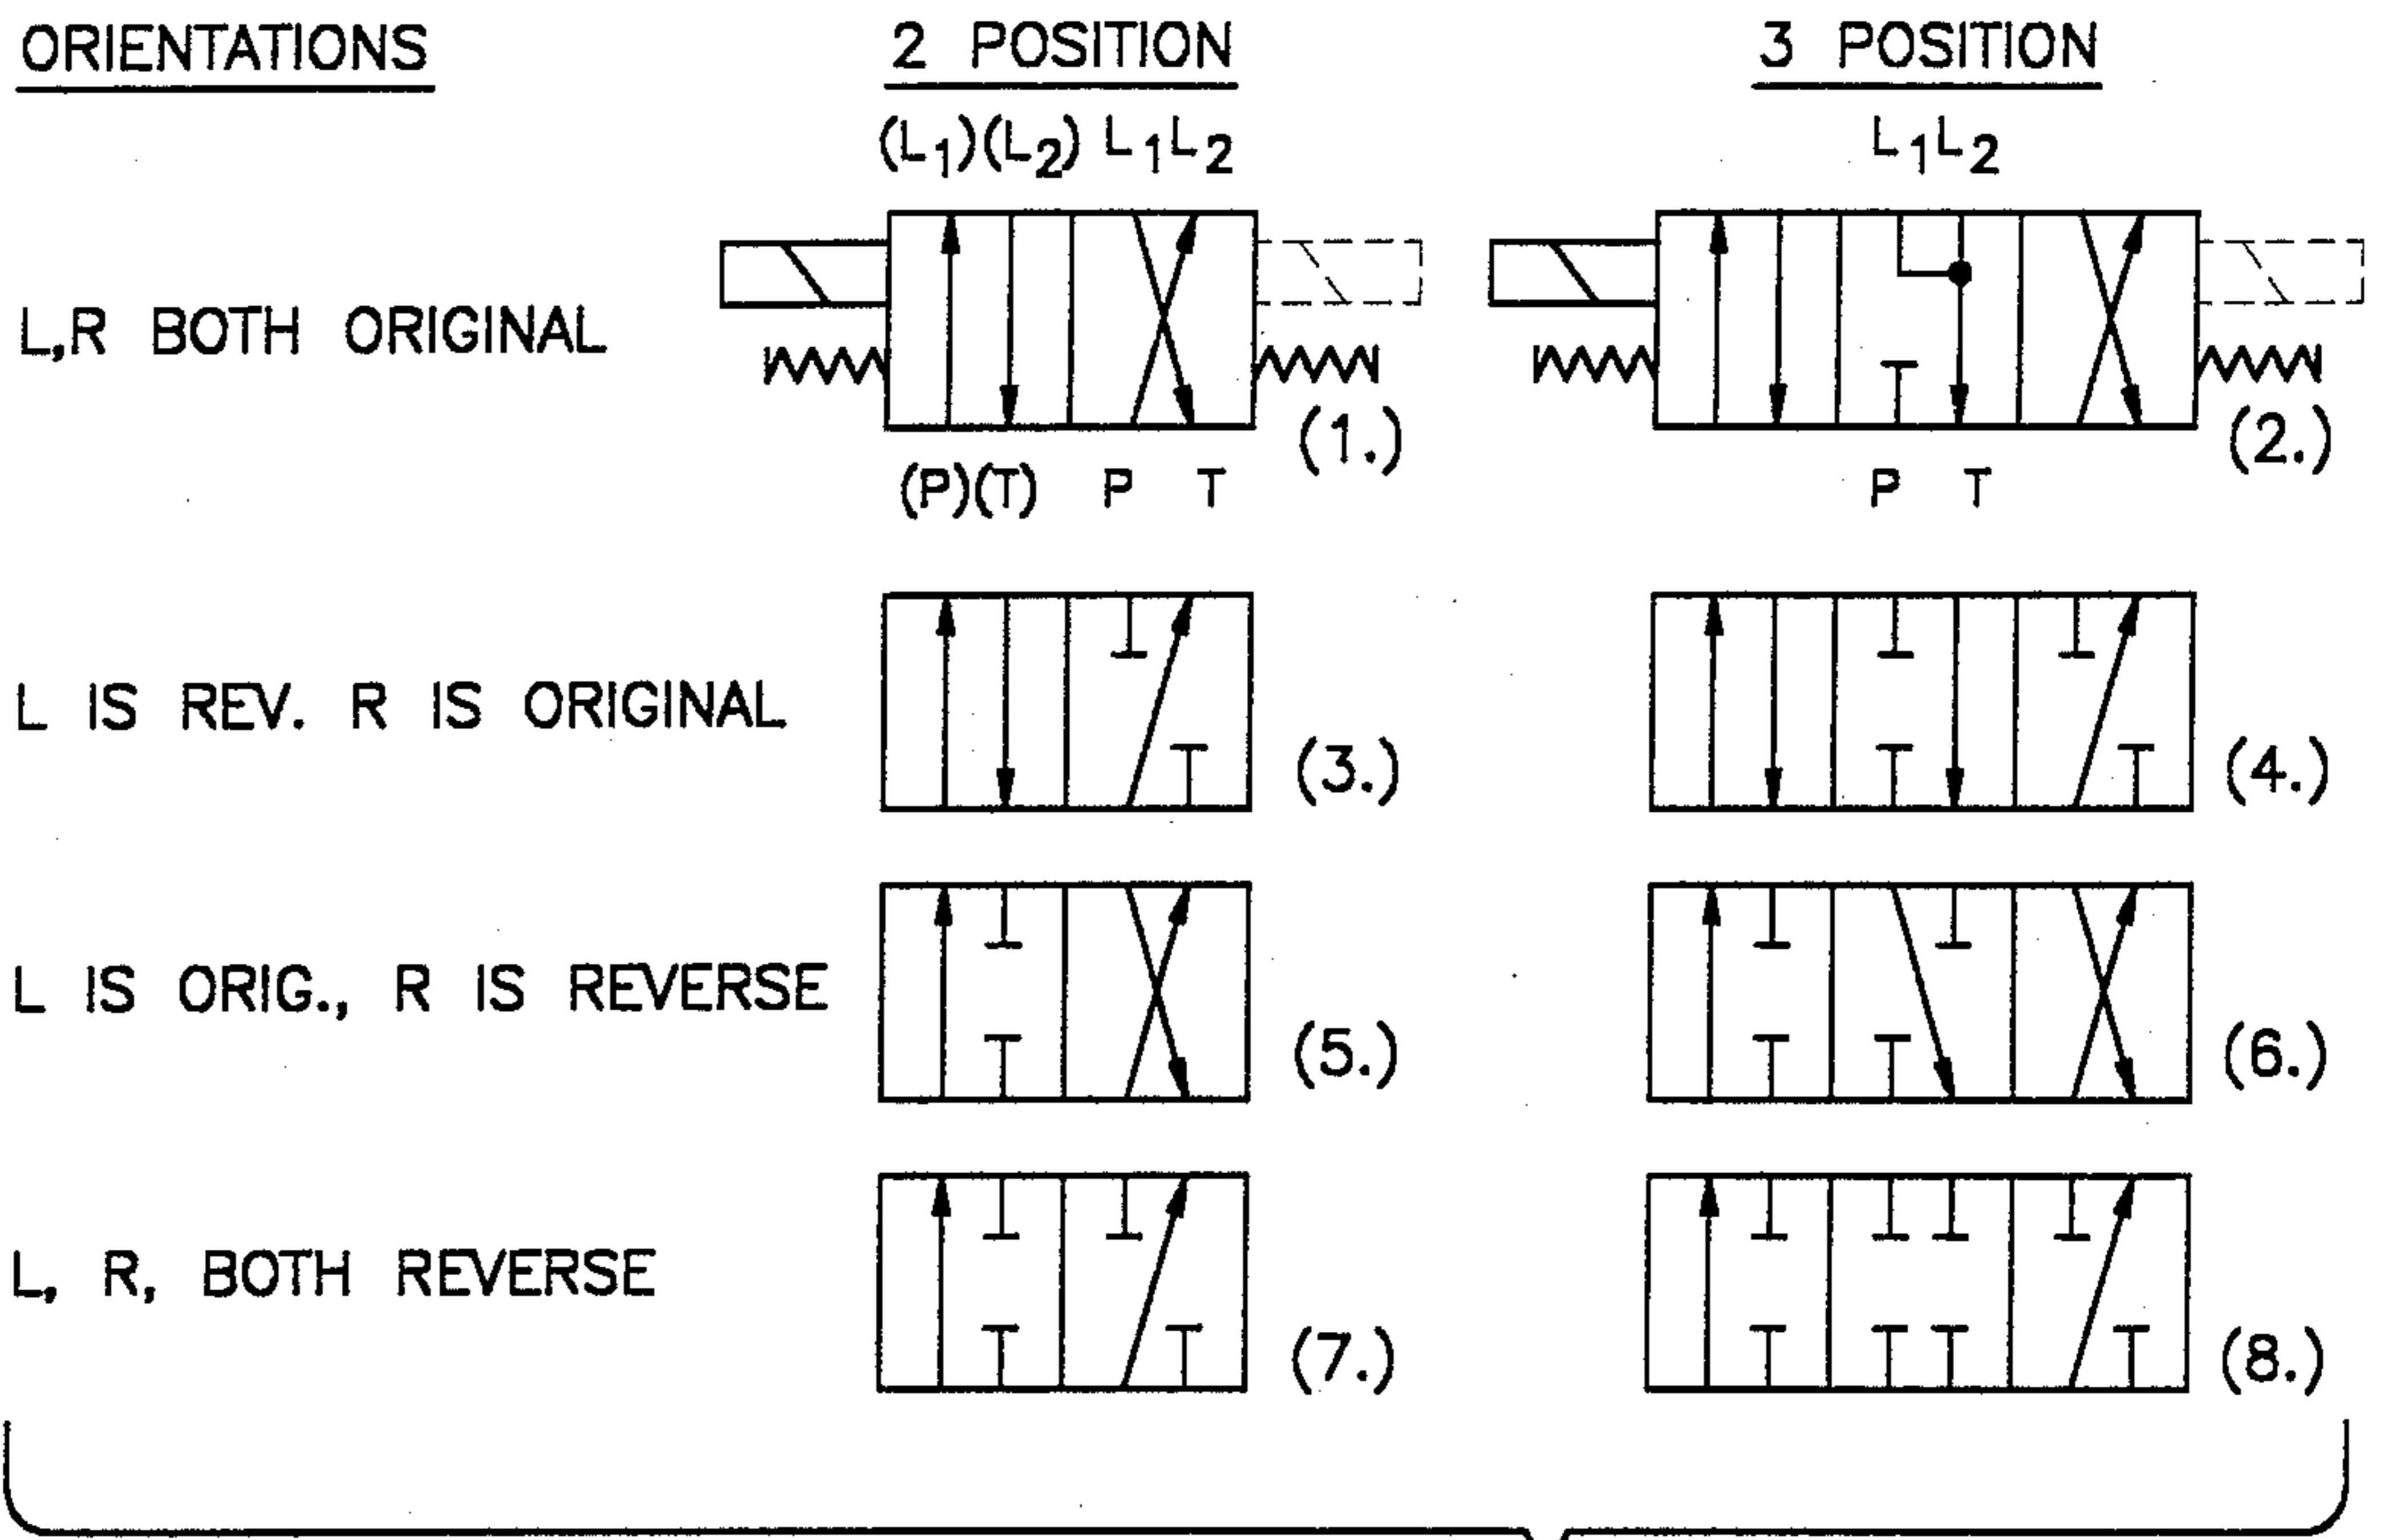 ORIENTATIONS 2 POSITION 3 POSITION
(L1)(L2) L1L2 L1L2
L,R BOTH ORIGINAL
(1.) (2.)
(P)(T) P T P T
L IS REV. R IS ORIGINAL (3.) (4.)
L IS ORIG., R IS REVERSE (5.) (6.)
L, R, BOTH REVERSE (7.) (8.)